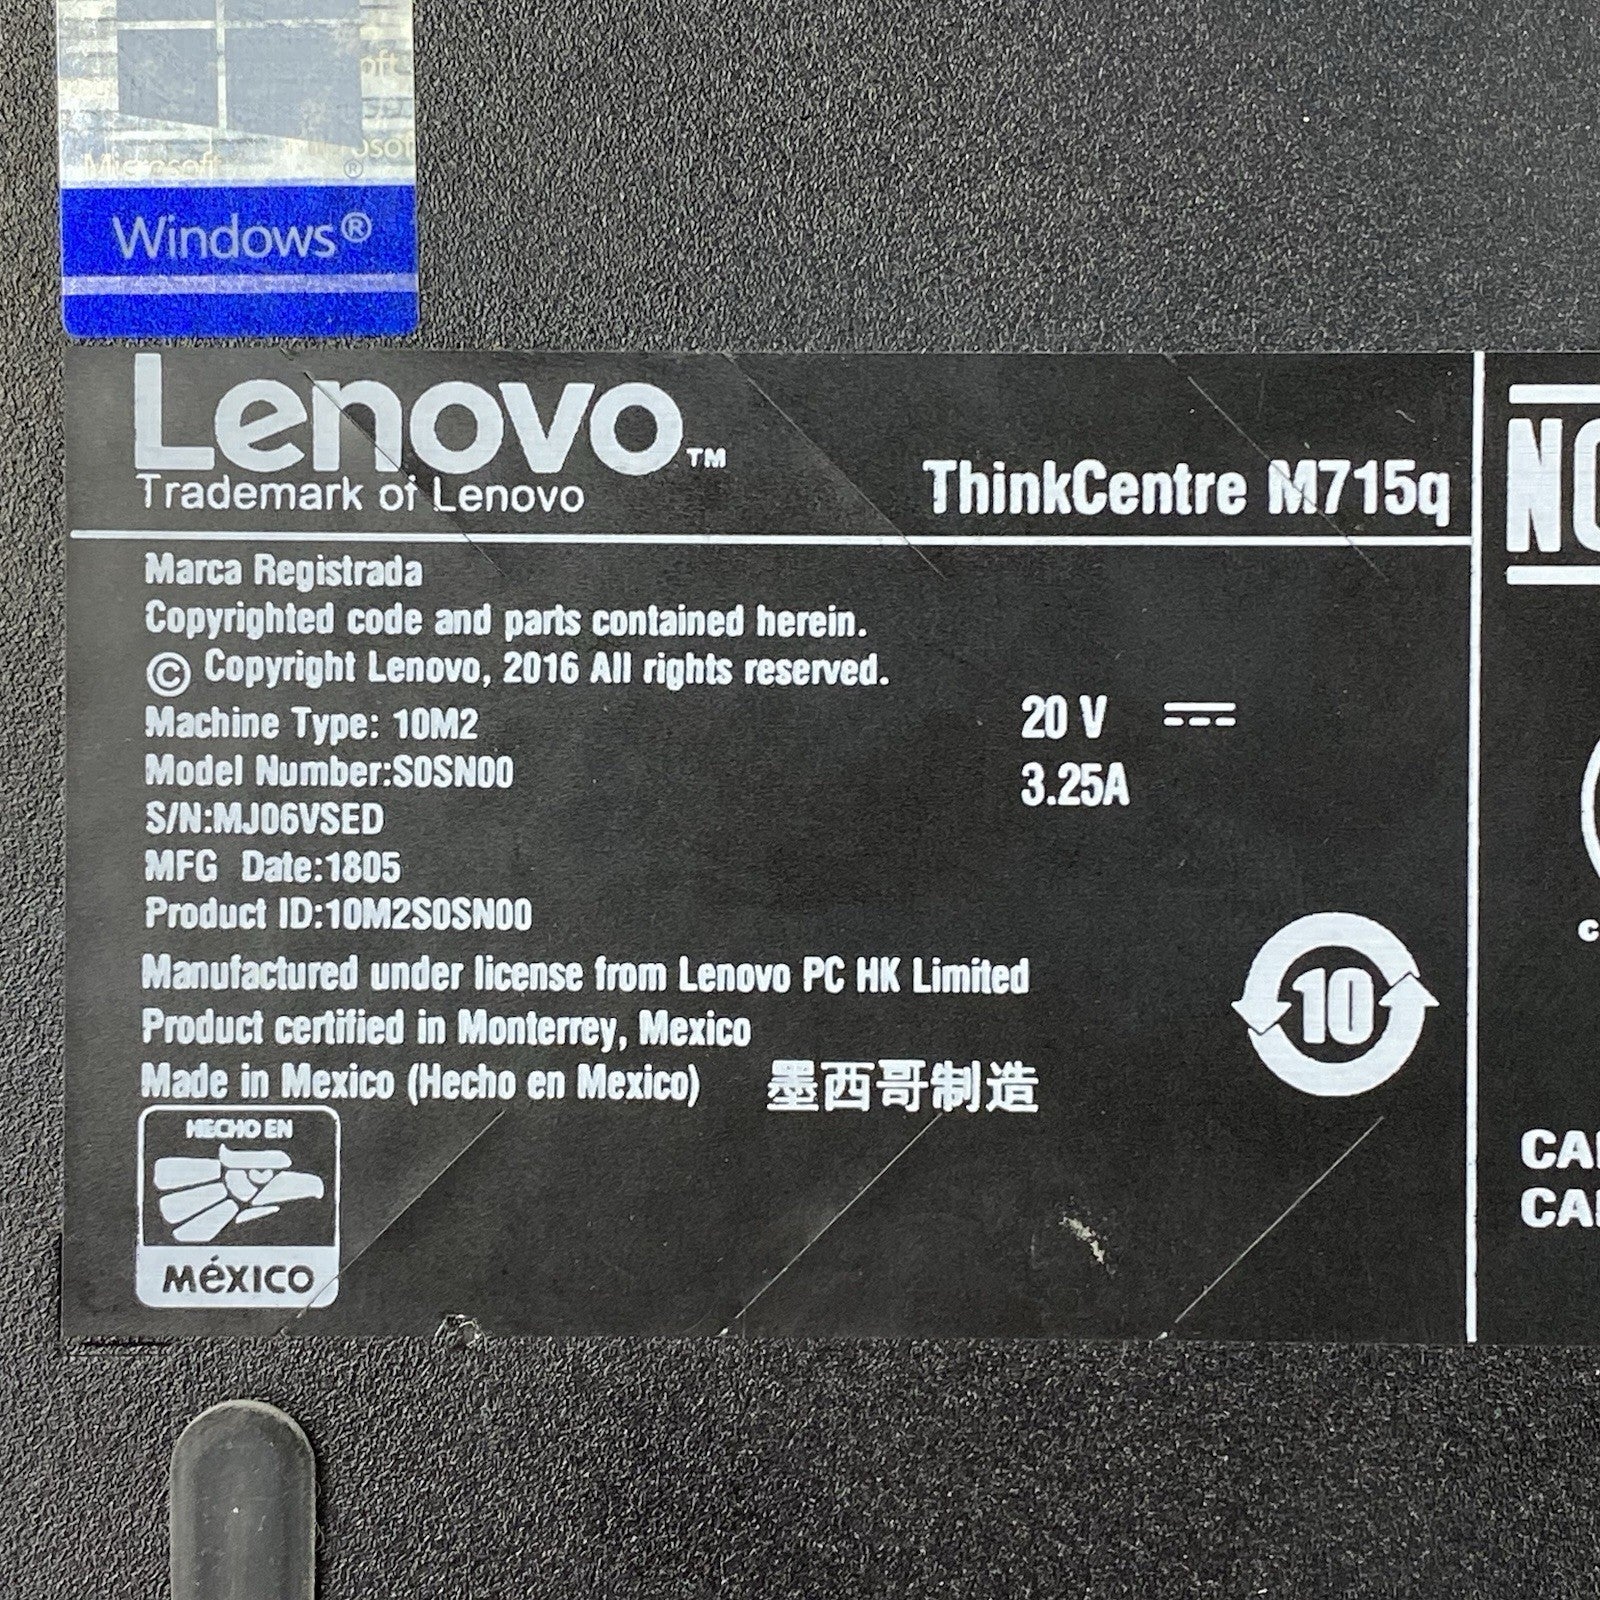 Microsoft ®
Windows®
Lenovo™
Trademark of Lenovo
ThinkCentre M715q
Marca Registrada
Copyrighted code and parts contained herein.
© Copyright Lenovo, 2016 All rights reserved.
Machine Type: 10M2
Model Number:S0SN00
S/N:MJ06VSED
MFG Date:1805
Product ID:10M2S0SN00
20 V
3.25A
Manufactured under license from Lenovo PC HK Limited
Product certified in Monterrey, Mexico
Made in Mexico (Hecho en Mexico) 墨西哥制造
10
HECHO EN
MéXICO